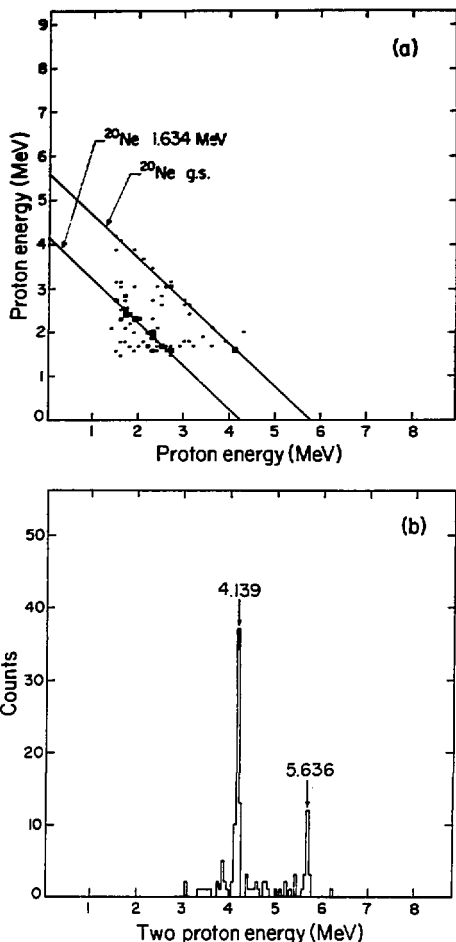 (a)
9
8
7
6
5
4
3
2
1
0
Proton energy (MeV)
²⁰Ne 1.634 MeV
²⁰Ne g.s.
1 2 3 4 5 6 7 8
Proton energy (MeV)
(b)
50
40
30
20
10
0
Counts
4.139
5.636
1 2 3 4 5 6 7 8
Two proton energy (MeV)